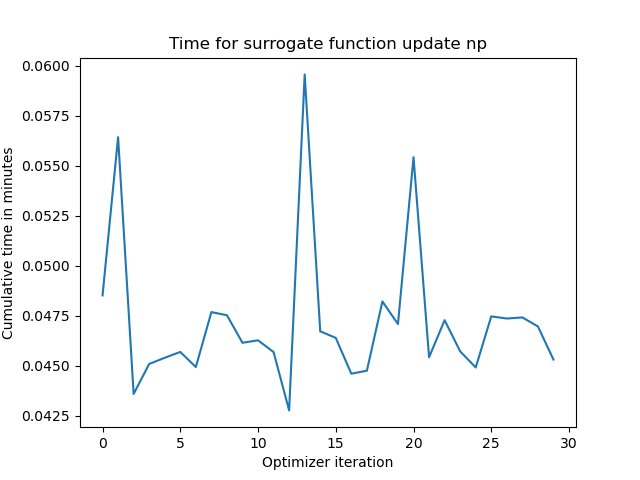 Time for surrogate function update np
0.0600
0.0575
0.0550
0.0525
0.0500
0.0475
0.0450
0.0425
Cumulative time in minutes
0 5 10 15 20 25 30
Optimizer iteration